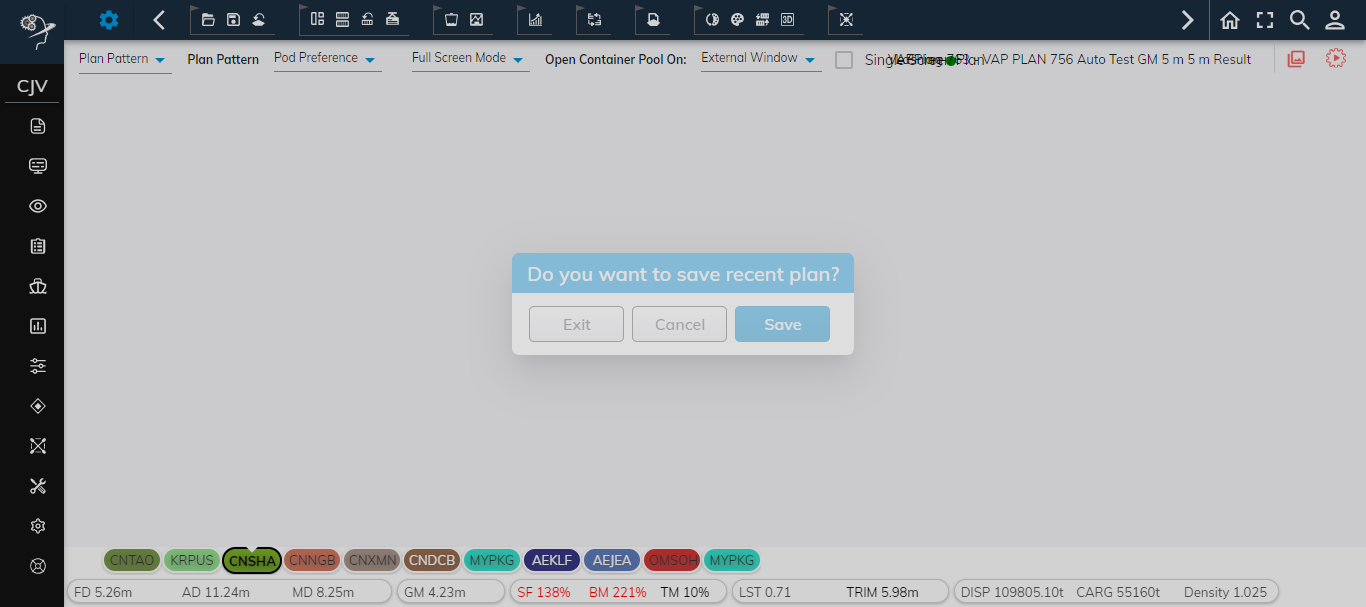 CJV
Plan Pattern
Plan Pattern
Pod Preference
Full Screen Mode
Open Container Pool On:
External Window
VAP PLAN 756 Auto Test GM 5 m 5 m Result
Do you want to save recent plan?
Exit
Cancel
Save
CNTAO KRPUS CNSHA CNNGB CNXMN CNDCB MYPKG AEKLF AEJEA OMSOH MYPKG
FD 5.26m AD 11.24m MD 8.25m GM 4.23m SF 138% BM 221% TM 10% LST 0.71 TRIM 5.98m DISP 109805.10t CARG 55160t Density 1.025
3D